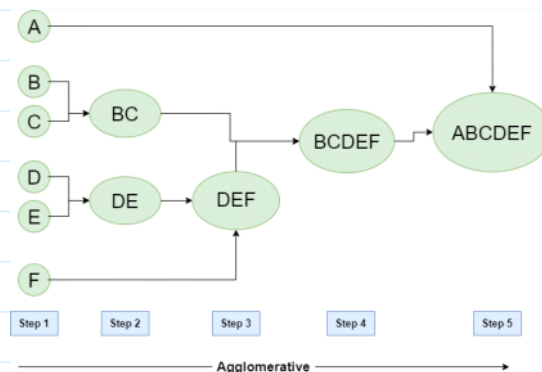 A
B
C
BC
D
E
DE
DEF
F
BCDEF
ABCDEF
Step 1
Step 2
Step 3
Step 4
Step 5
Agglomerative